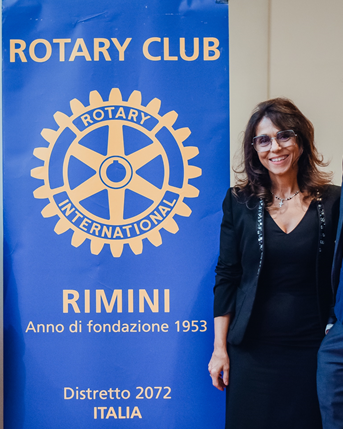 ROTARY CLUB
ROTARY
INTERNATIONAL
RIMINI
Anno di fondazione 1953
Distretto 2072
ITALIA